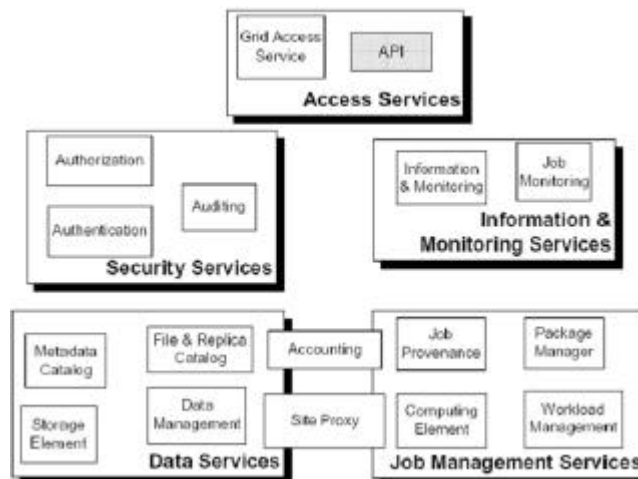 Grid Access
Service
API
Access Services
Authorization
Authentication
Auditing
Security Services
Information
& Monitoring
Job
Monitoring
Information &
Monitoring Services
Metadata
Catalog
File & Replica
Catalog
Storage
Element
Data
Management
Data Services
Accounting
Site Proxy
Job
Provenance
Package
Manager
Computing
Element
Workload
Management
Job Management Services